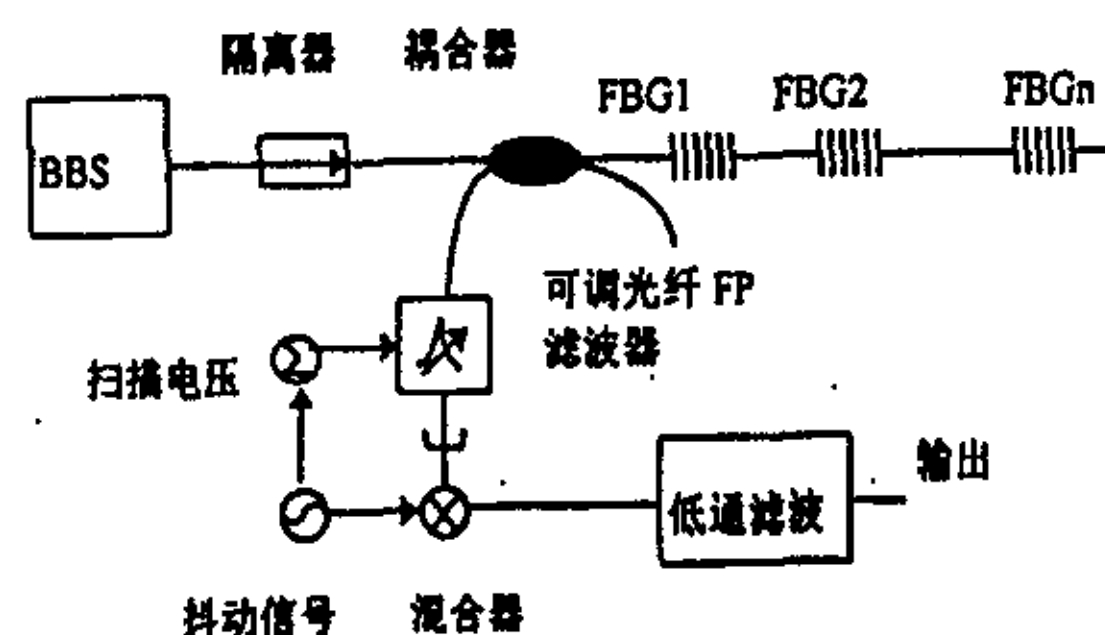 隔离器 耦合器
FBG1 FBG2 FBGn
BBS
可调光纤 FP
滤波器
扫描电压
Σ
输出
低通滤波
抖动信号 混合器